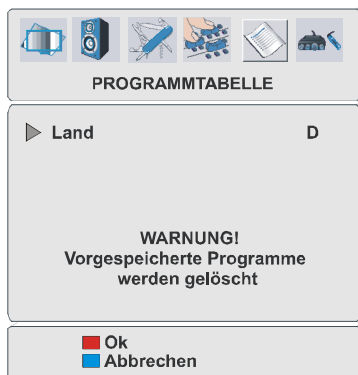 PROGRAMMTABELLE
Land D
WARNUNG!
Vorgespeicherte Programme
werden gelöscht
Ok
Abbrechen